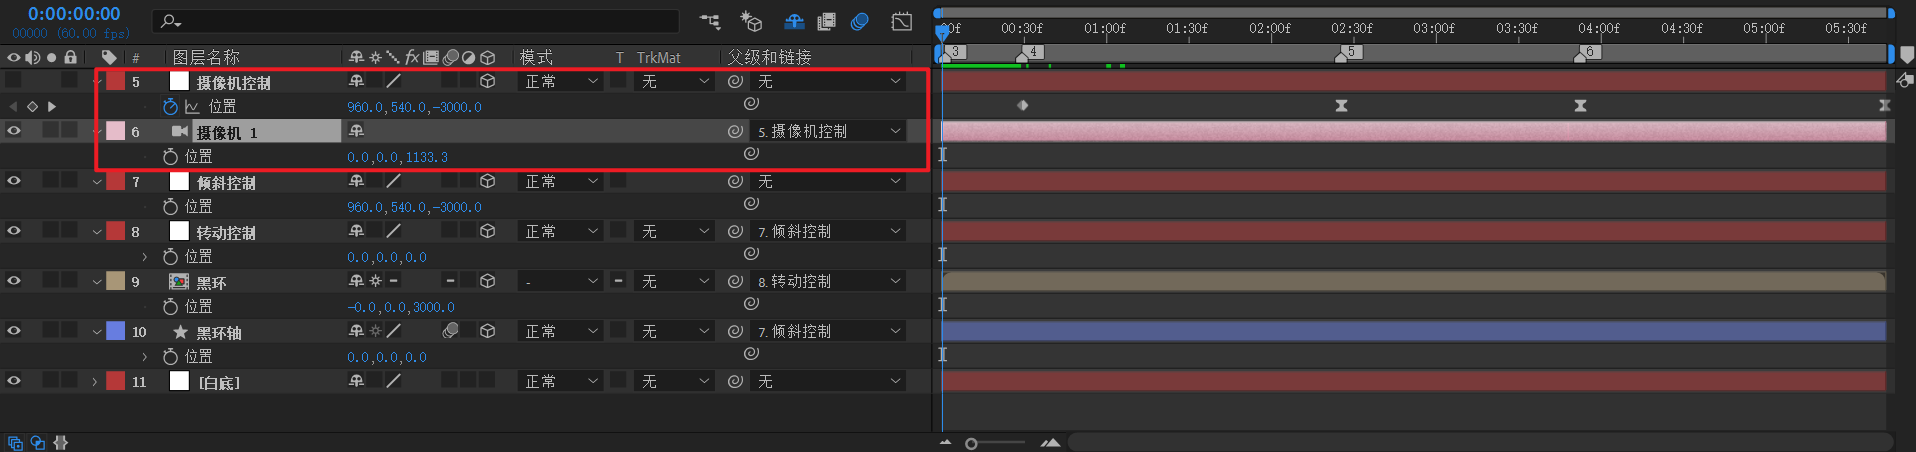 0:00:00:00
00000 (60.00 fps)
00f 00:30f 01:00f 01:30f 02:00f 02:30f 03:00f 03:30f 04:00f 04:30f 05:00f 05:30f
3 4 5 6
# 图层名称 fx 模式 T TrkMat 父级和链接
5 摄像机控制 正常 无 无
位置 960.0,540.0,-3000.0
6 摄像机 1 5. 摄像机控制
位置 0.0,0.0,1133.3
7 倾斜控制 正常 无 无
位置 960.0,540.0,-3000.0
8 转动控制 正常 无 7. 倾斜控制
位置 0.0,0.0,0.0
9 黑环 - 无 8. 转动控制
位置 -0.0,0.0,3000.0
10 黑环轴 正常 无 7. 倾斜控制
位置 0.0,0.0,0.0
11 [白底] 正常 无 无